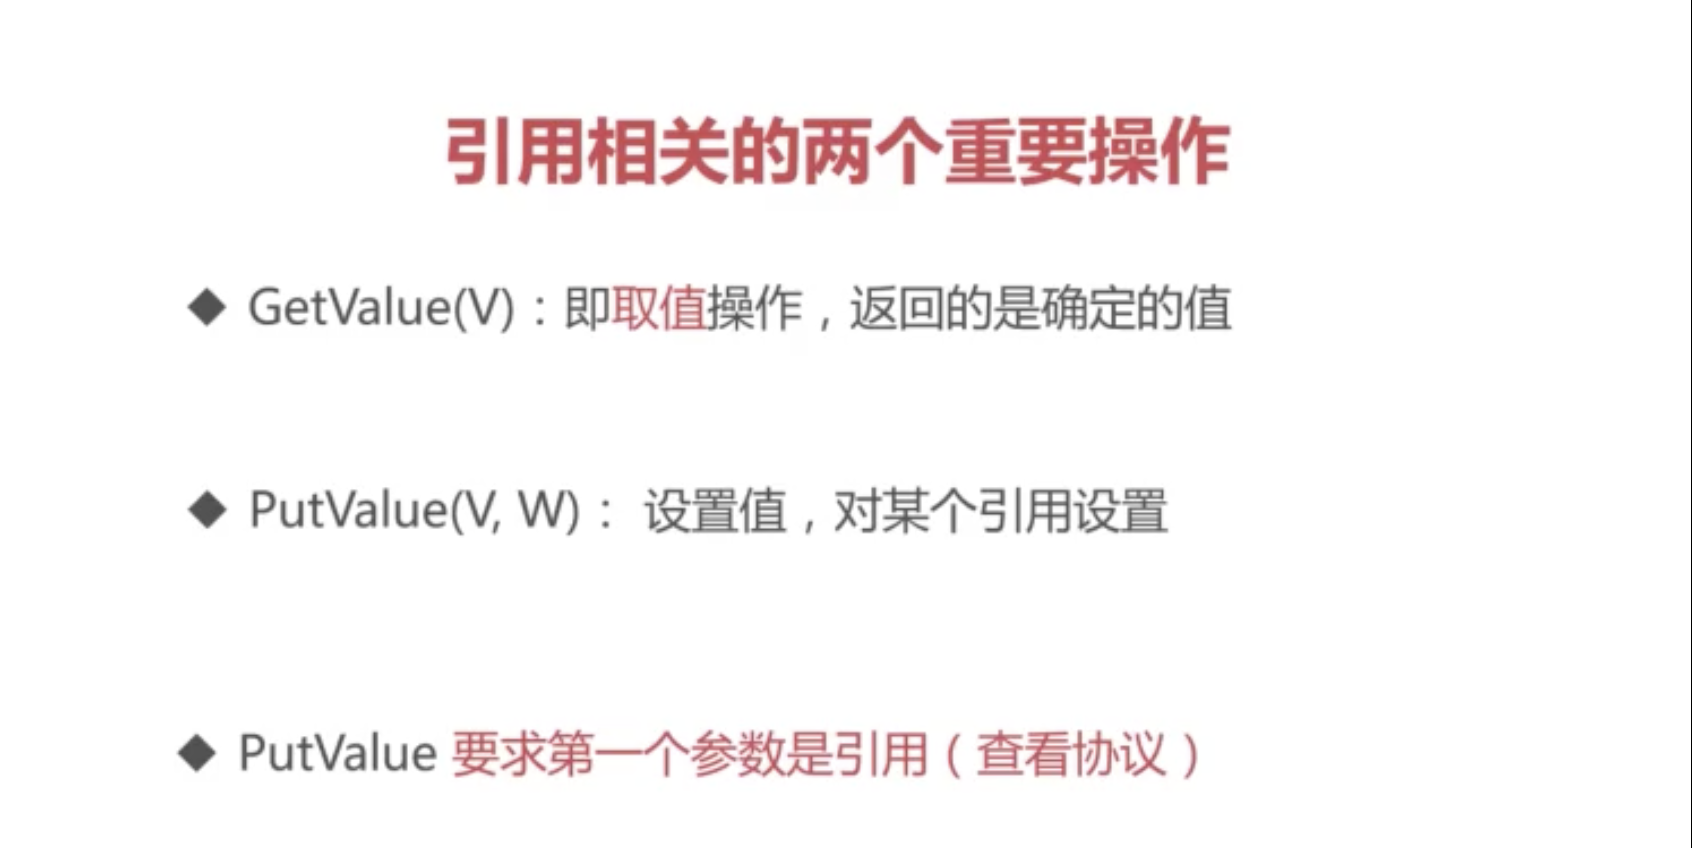 引用相关的两个重要操作
◆ GetValue(V)：即取值操作，返回的是确定的值
◆ PutValue(V, W)： 设置值，对某个引用设置
◆ PutValue 要求第一个参数是引用（查看协议）